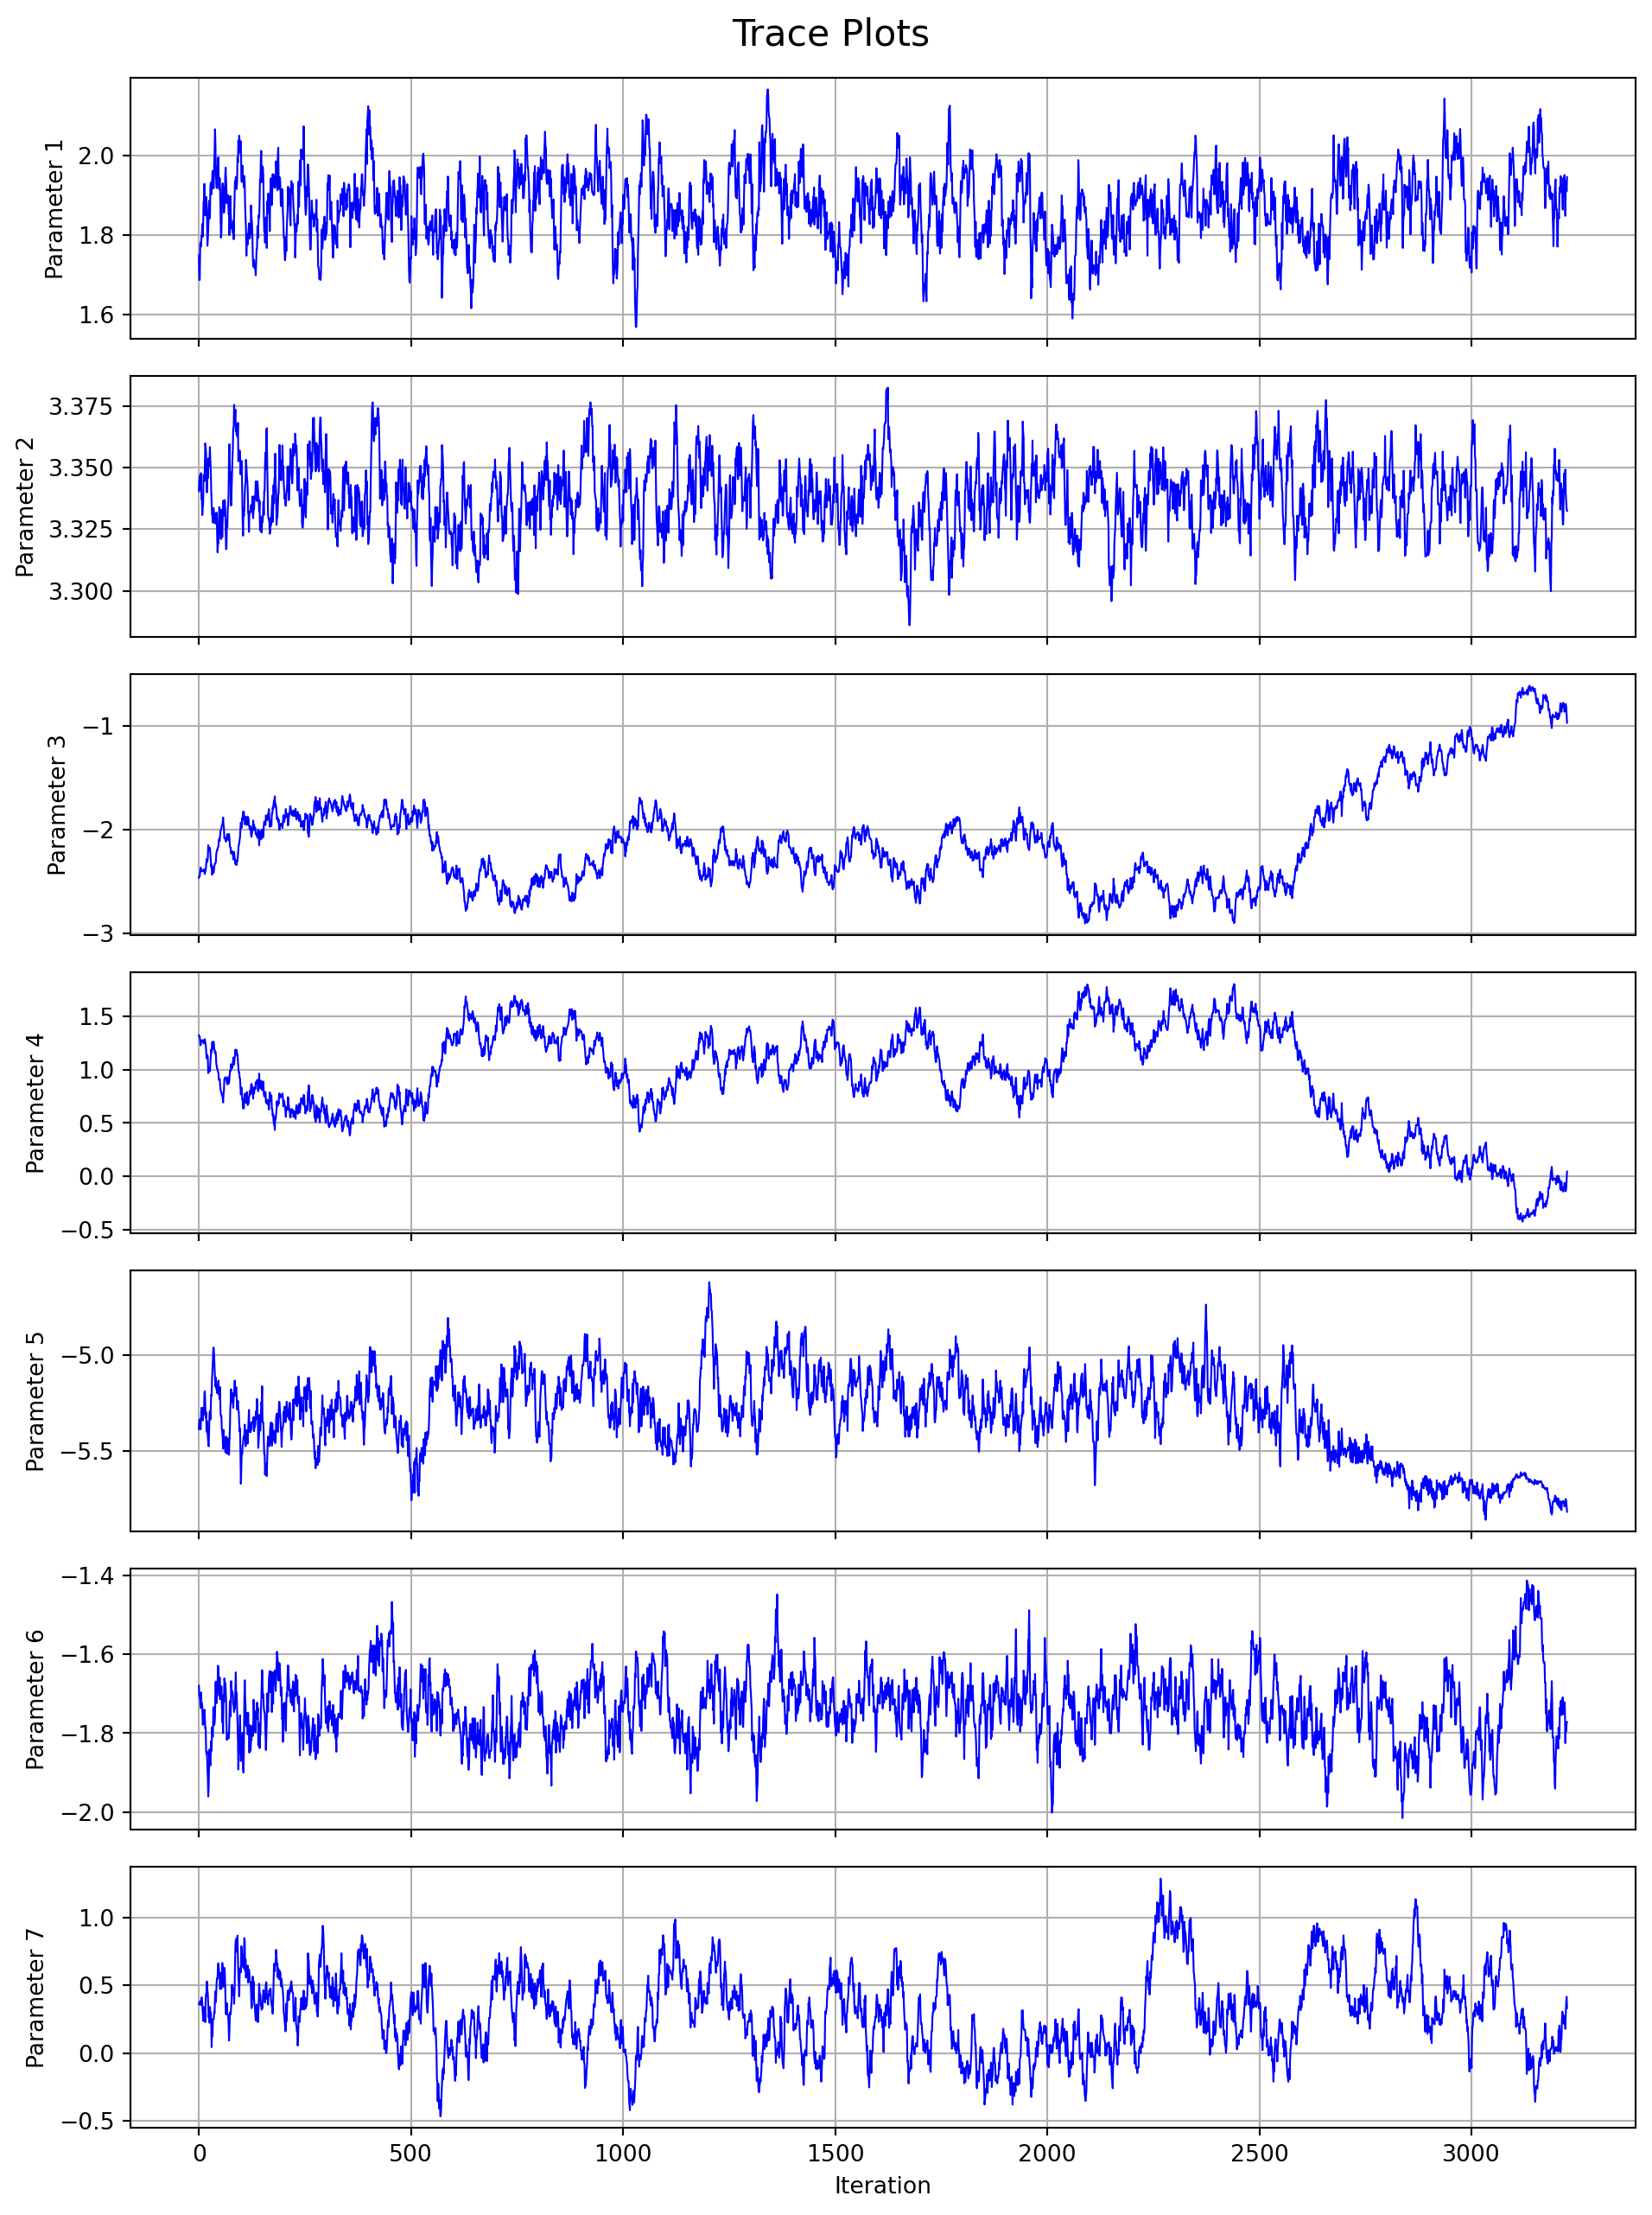 Trace Plots
Parameter 1
2.0
1.8
1.6
Parameter 2
3.375
3.350
3.325
3.300
Parameter 3
−1
−2
−3
Parameter 4
1.5
1.0
0.5
0.0
−0.5
Parameter 5
−5.0
−5.5
Parameter 6
−1.4
−1.6
−1.8
−2.0
Parameter 7
1.0
0.5
0.0
−0.5
0 500 1000 1500 2000 2500 3000
Iteration